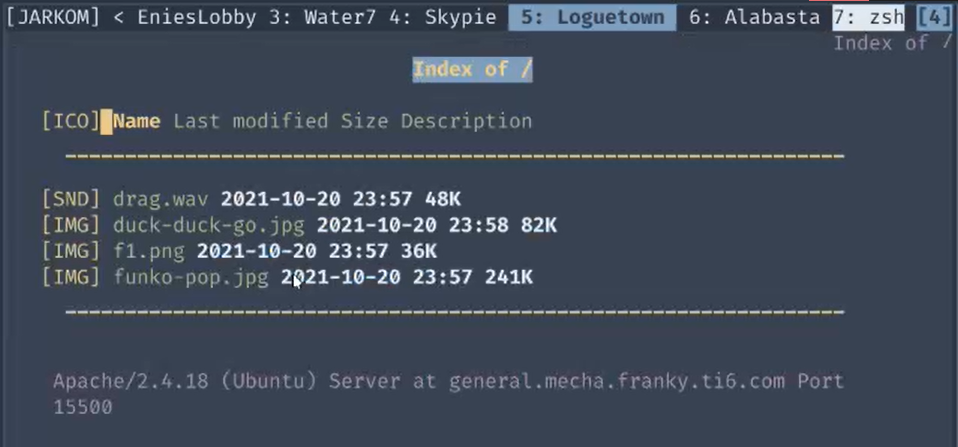 [JARKOM] < EniesLobby 3: Water7 4: Skypie 5: Loguetown 6: Alabasta 7: zsh [4]
Index of /
Index of /
[ICO] Name Last modified Size Description
[SND] drag.wav 2021-10-20 23:57 48K
[IMG] duck-duck-go.jpg 2021-10-20 23:58 82K
[IMG] f1.png 2021-10-20 23:57 36K
[IMG] funko-pop.jpg 2021-10-20 23:57 241K
Apache/2.4.18 (Ubuntu) Server at general.mecha.franky.ti6.com Port
15500